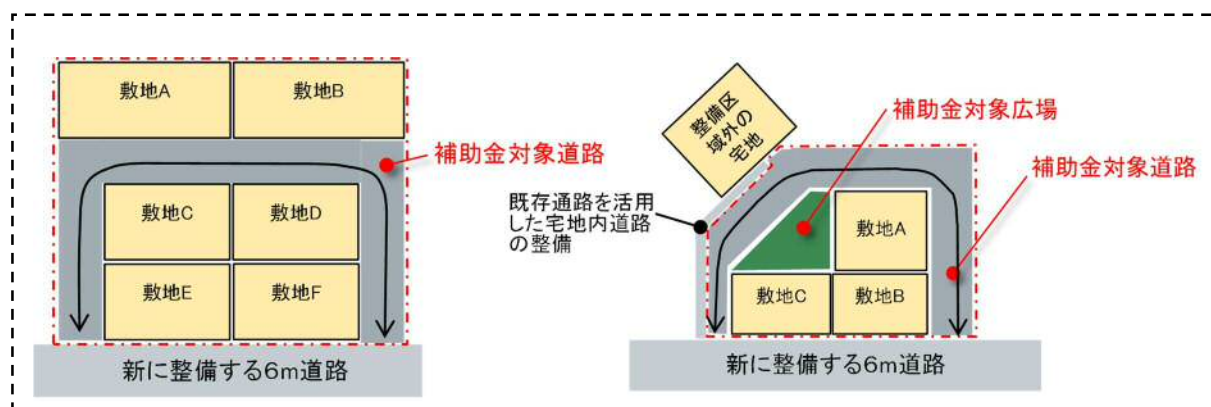 敷地A
敷地B
補助金対象道路
敷地C
敷地D
敷地E
敷地F
新に整備する6m道路
整備区
域外の
宅地
補助金対象広場
補助金対象道路
既存通路を活用
した宅地内道路
の整備
敷地A
敷地C
敷地B
新に整備する6m道路